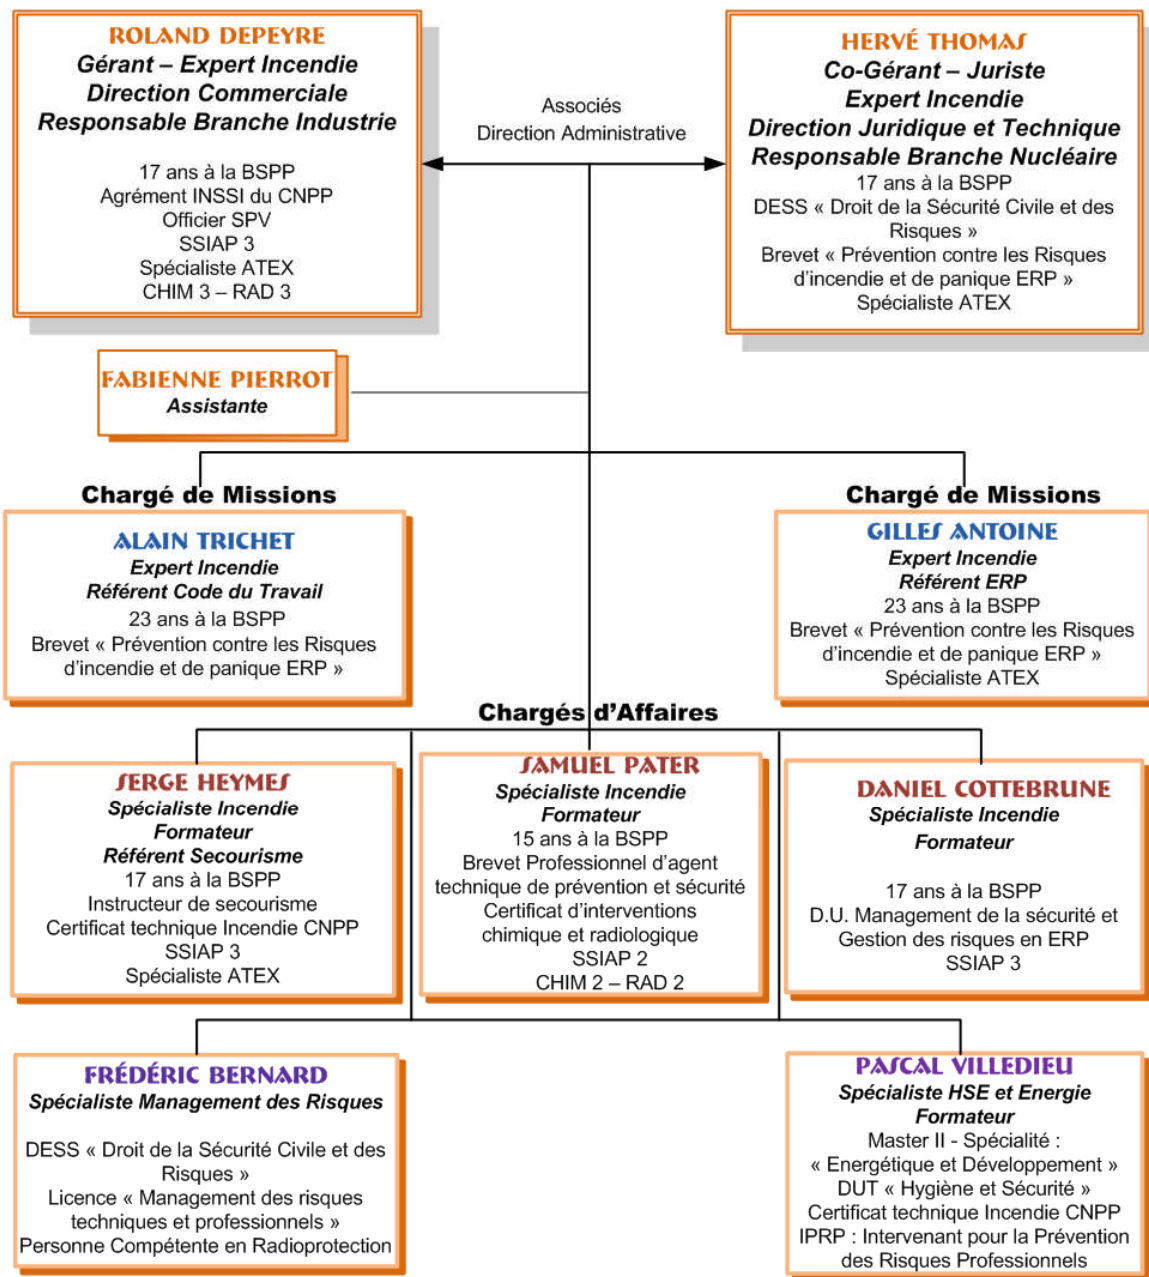 ROLAND DEPEYRE
Gérant – Expert Incendie
Direction Commerciale
Responsable Branche Industrie
17 ans à la BSPP
Agrément INSSI du CNPP
Officier SPV
SSIAP 3
Spécialiste ATEX
CHIM 3 – RAD 3
Associés
Direction Administrative
HERVÉ THOMAS
Co-Gérant – Juriste
Expert Incendie
Direction Juridique et Technique
Responsable Branche Nucléaire
17 ans à la BSPP
DESS « Droit de la Sécurité Civile et des
Risques »
Brevet « Prévention contre les Risques
d’incendie et de panique ERP »
Spécialiste ATEX
FABIENNE PIERROT
Assistante
Chargé de Missions
ALAIN TRICHET
Expert Incendie
Référent Code du Travail
23 ans à la BSPP
Brevet « Prévention contre les Risques
d’incendie et de panique ERP »
Chargé de Missions
GILLES ANTOINE
Expert Incendie
Référent ERP
23 ans à la BSPP
Brevet « Prévention contre les Risques
d’incendie et de panique ERP »
Spécialiste ATEX
Chargés d’Affaires
SERGE HEYMES
Spécialiste Incendie
Formateur
Référent Secourisme
17 ans à la BSPP
Instructeur de secourisme
Certificat technique Incendie CNPP
SSIAP 3
Spécialiste ATEX
SAMUEL PATER
Spécialiste Incendie
Formateur
15 ans à la BSPP
Brevet Professionnel d’agent
technique de prévention et sécurité
Certificat d’interventions
chimique et radiologique
SSIAP 2
CHIM 2 – RAD 2
DANIEL COTTEBRUNE
Spécialiste Incendie
Formateur
17 ans à la BSPP
D.U. Management de la sécurité et
Gestion des risques en ERP
SSIAP 3
FRÉDÉRIC BERNARD
Spécialiste Management des Risques
DESS « Droit de la Sécurité Civile et des
Risques »
Licence « Management des risques
techniques et professionnels »
Personne Compétente en Radioprotection
PASCAL VILLEDIEU
Spécialiste HSE et Energie
Formateur
Master II - Spécialité :
« Energétique et Développement »
DUT « Hygiène et Sécurité »
Certificat technique Incendie CNPP
IPRP : Intervenant pour la Prévention
des Risques Professionnels